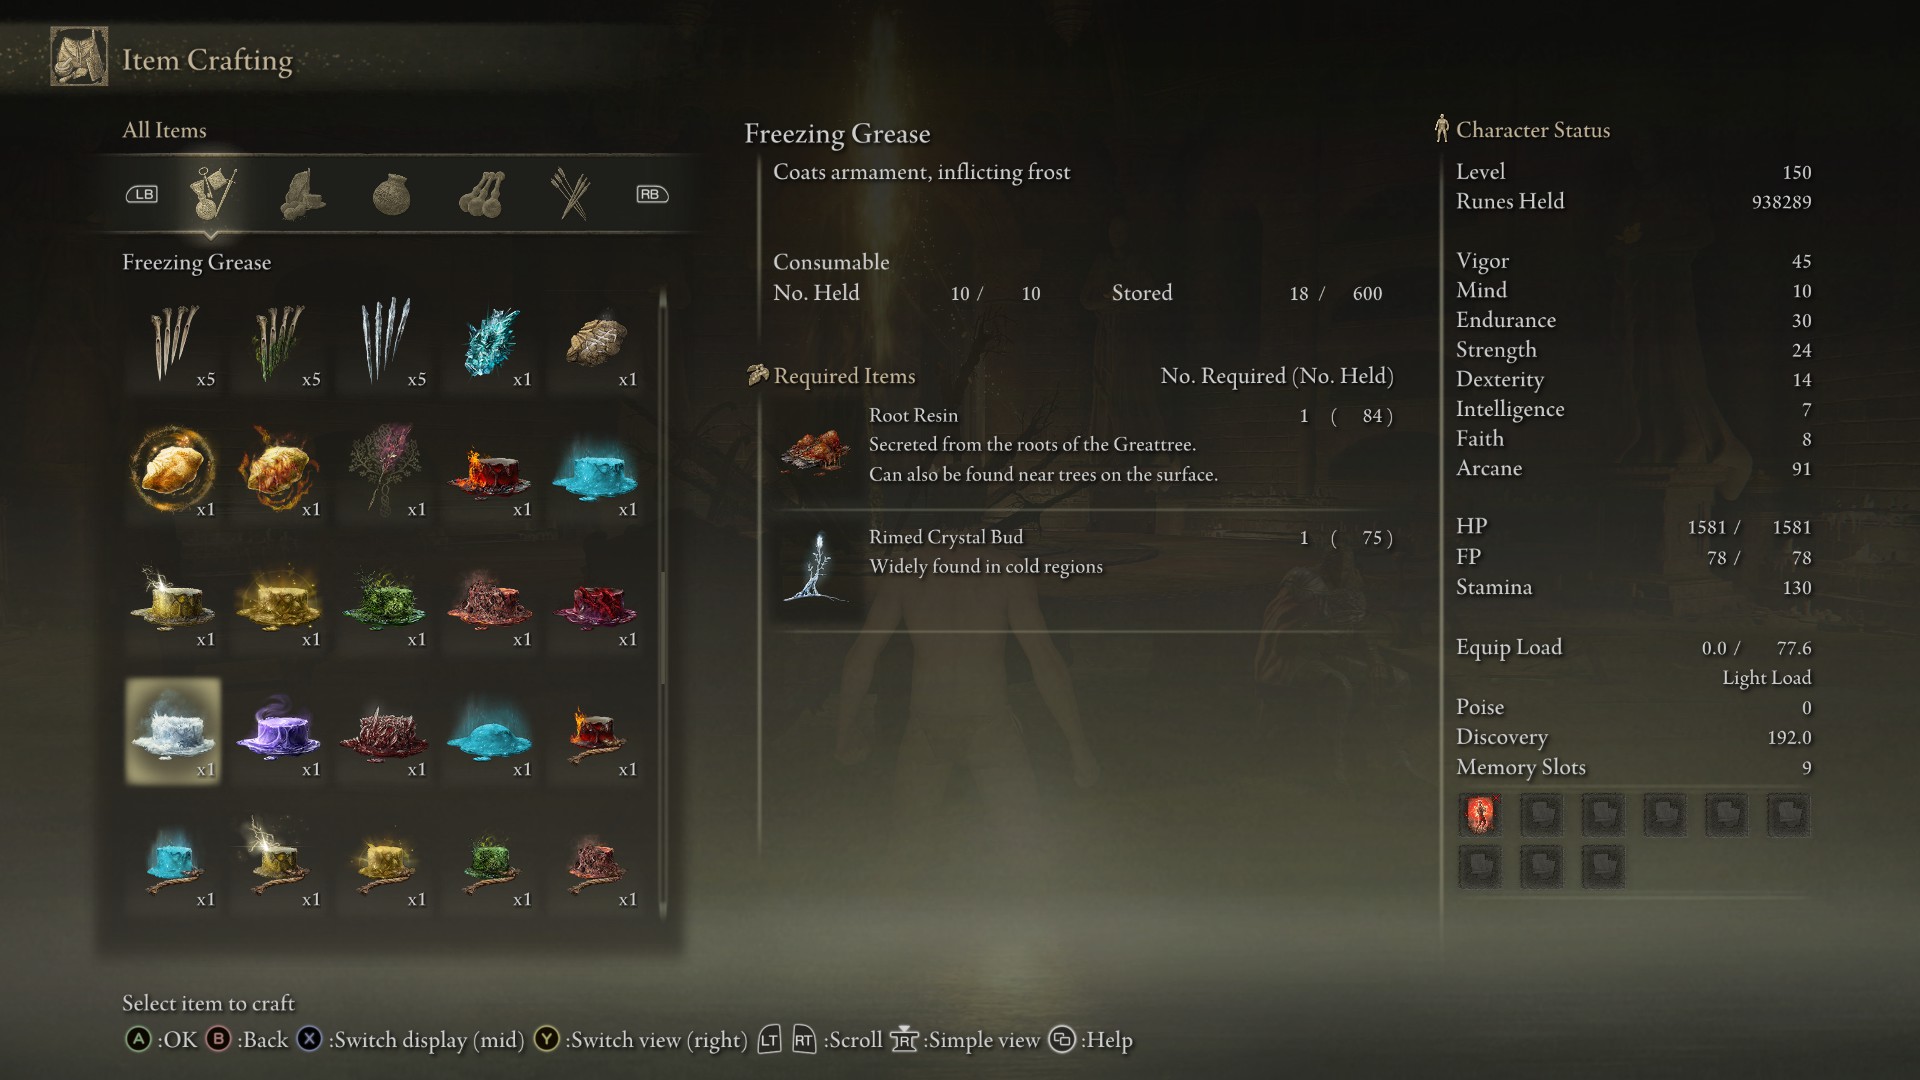 Item Crafting
All Items
LB
RB
Freezing Grease
x5 x5 x5 x1 x1
x1 x1 x1 x1 x1
x1 x1 x1 x1 x1
x1 x1 x1 x1 x1
x1 x1 x1 x1 x1
Freezing Grease
Coats armament, inflicting frost
Consumable
No. Held 10 / 10 Stored 18 / 600
Required Items No. Required (No. Held)
Root Resin 1 ( 84 )
Secreted from the roots of the Greattree.
Can also be found near trees on the surface.
Rimed Crystal Bud 1 ( 75 )
Widely found in cold regions
Character Status
Level 150
Runes Held 938289
Vigor 45
Mind 10
Endurance 30
Strength 24
Dexterity 14
Intelligence 7
Faith 8
Arcane 91
HP 1581 / 1581
FP 78 / 78
Stamina 130
Equip Load 0.0 / 77.6
Light Load
Poise 0
Discovery 192.0
Memory Slots 9
Select item to craft
A :OK B :Back X :Switch display (mid) Y :Switch view (right) LT RT :Scroll R :Simple view :Help